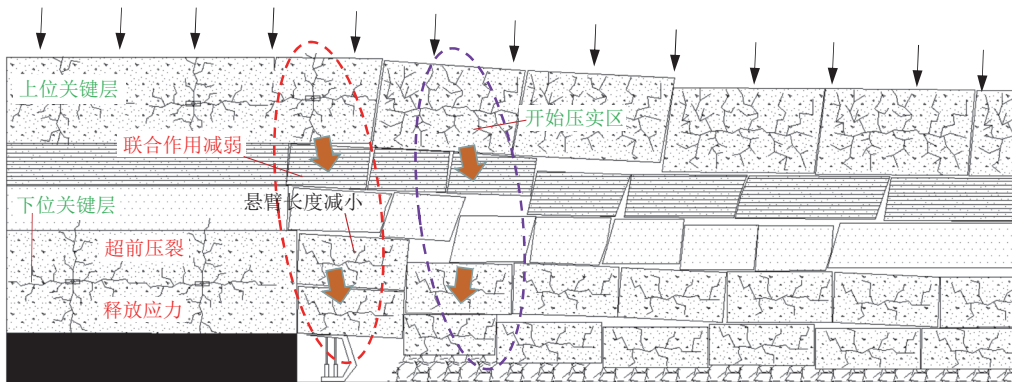 上位关键层
开始压实区
联合作用减弱
下位关键层
悬臂长度减小
超前压裂
释放应力